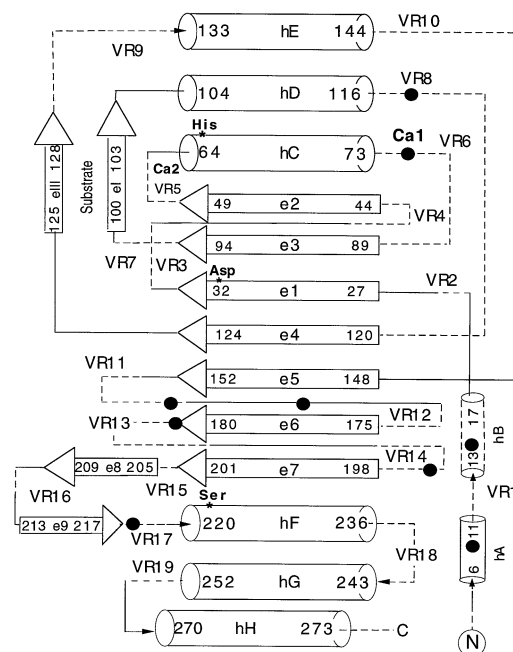 133 hE 144 VR10
VR9
104 hD 116 VR8
His
64 hC 73 Ca1 VR6
Ca2
VR5
125 eIII 128
Substrate
100 eI 103
49 e2 44
VR4
94 e3 89
VR7
VR3
Asp
32 e1 27
VR2
124 e4 120
VR11
152 e5 148
VR13
180 e6 175
VR12
201 e7 198
VR14
209 e8 205
VR15
VR16
213 e9 217
VR17
Ser
220 hF 236
VR18
VR19
252 hG 243
270 hH 273 C
13 17
hB
VR1
6 11
hA
N